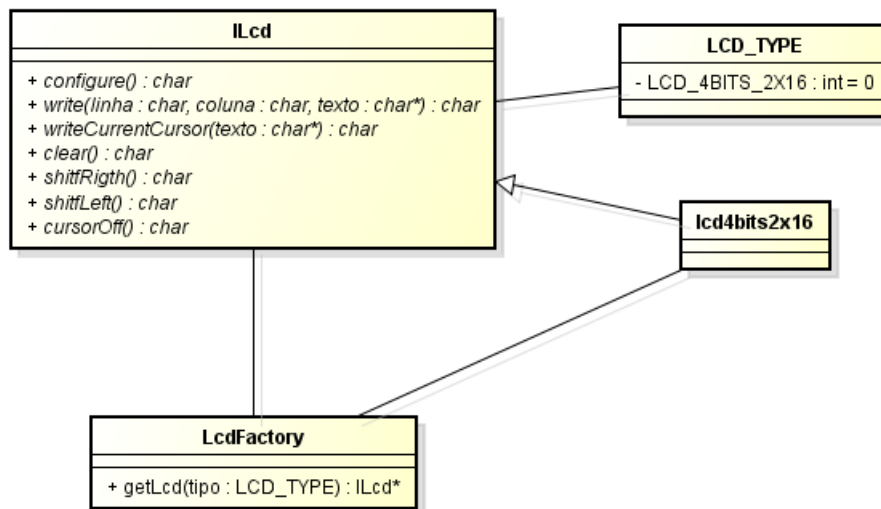 ILcd
+ configure() : char
+ write(linha : char, coluna : char, texto : char*) : char
+ writeCurrentCursor(texto : char*) : char
+ clear() : char
+ shitfRigth() : char
+ shitfLeft() : char
+ cursorOff() : char
LCD_TYPE
- LCD_4BITS_2X16 : int = 0
lcd4bits2x16
LcdFactory
+ getLcd(tipo : LCD_TYPE) : ILcd*